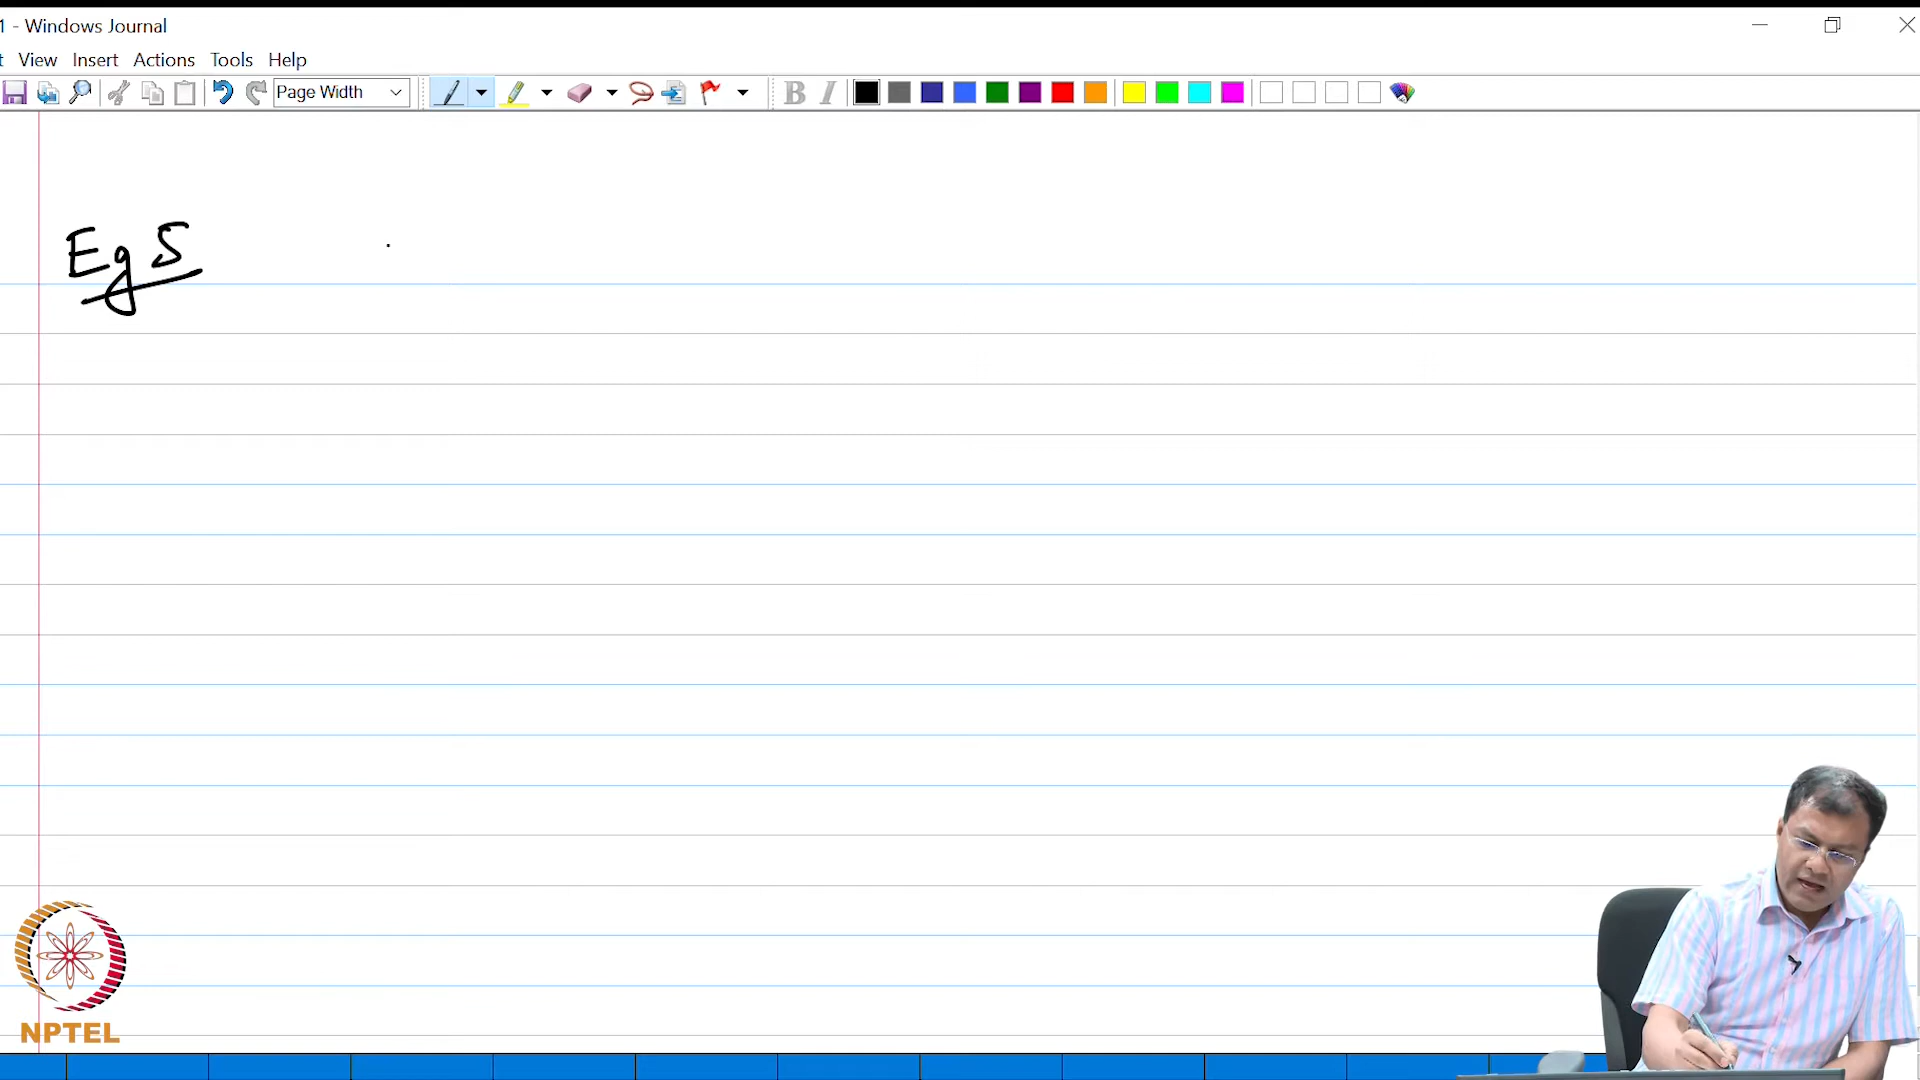 1 - Windows Journal
t View Insert Actions Tools Help
Page Width B I
Eg 5
NPTEL